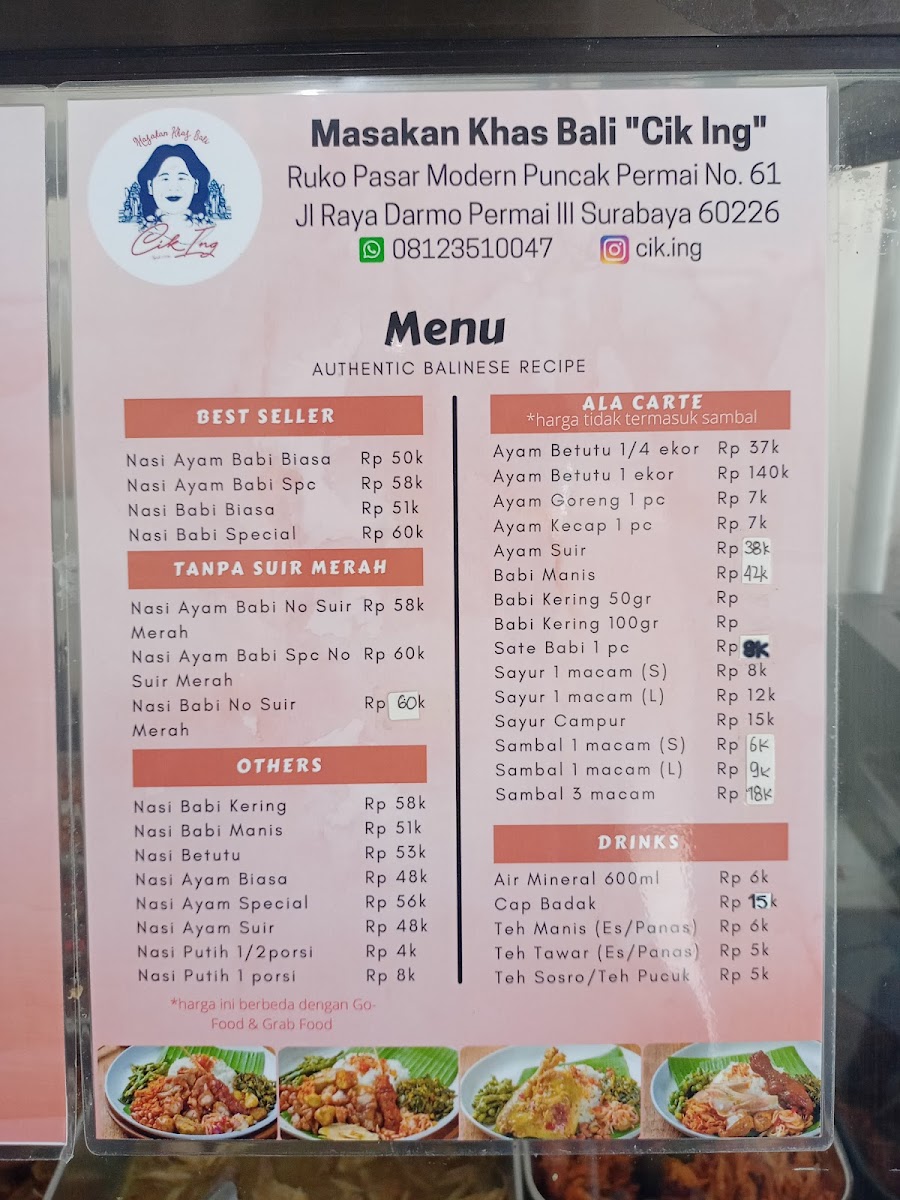 Masakan Khas Bali
Cik-Ing
Masakan Khas Bali "Cik Ing"
Ruko Pasar Modern Puncak Permai No. 61
Jl Raya Darmo Permai III Surabaya 60226
08123510047 cik.ing
Menu
AUTHENTIC BALINESE RECIPE
BEST SELLER
Nasi Ayam Babi Biasa Rp 50k
Nasi Ayam Babi Spc Rp 58k
Nasi Babi Biasa Rp 51k
Nasi Babi Special Rp 60k
TANPA SUIR MERAH
Nasi Ayam Babi No Suir Rp 58k
Merah
Nasi Ayam Babi Spc No Rp 60k
Suir Merah
Nasi Babi No Suir Rp 60k
Merah
OTHERS
Nasi Babi Kering Rp 58k
Nasi Babi Manis Rp 51k
Nasi Betutu Rp 53k
Nasi Ayam Biasa Rp 48k
Nasi Ayam Special Rp 56k
Nasi Ayam Suir Rp 48k
Nasi Putih 1/2porsi Rp 4k
Nasi Putih 1 porsi Rp 8k
*harga ini berbeda dengan Go-
Food & Grab Food
ALA CARTE
*harga tidak termasuk sambal
Ayam Betutu 1/4 ekor Rp 37k
Ayam Betutu 1 ekor Rp 140k
Ayam Goreng 1 pc Rp 7k
Ayam Kecap 1 pc Rp 7k
Ayam Suir Rp 38k
Babi Manis Rp 42k
Babi Kering 50gr Rp
Babi Kering 100gr Rp
Sate Babi 1 pc Rp 9k
Sayur 1 macam (S) Rp 8k
Sayur 1 macam (L) Rp 12k
Sayur Campur Rp 15k
Sambal 1 macam (S) Rp 6k
Sambal 1 macam (L) Rp 9k
Sambal 3 macam Rp 18k
DRINKS
Air Mineral 600ml Rp 6k
Cap Badak Rp 15k
Teh Manis (Es/Panas) Rp 6k
Teh Tawar (Es/Panas) Rp 5k
Teh Sosro/Teh Pucuk Rp 5k